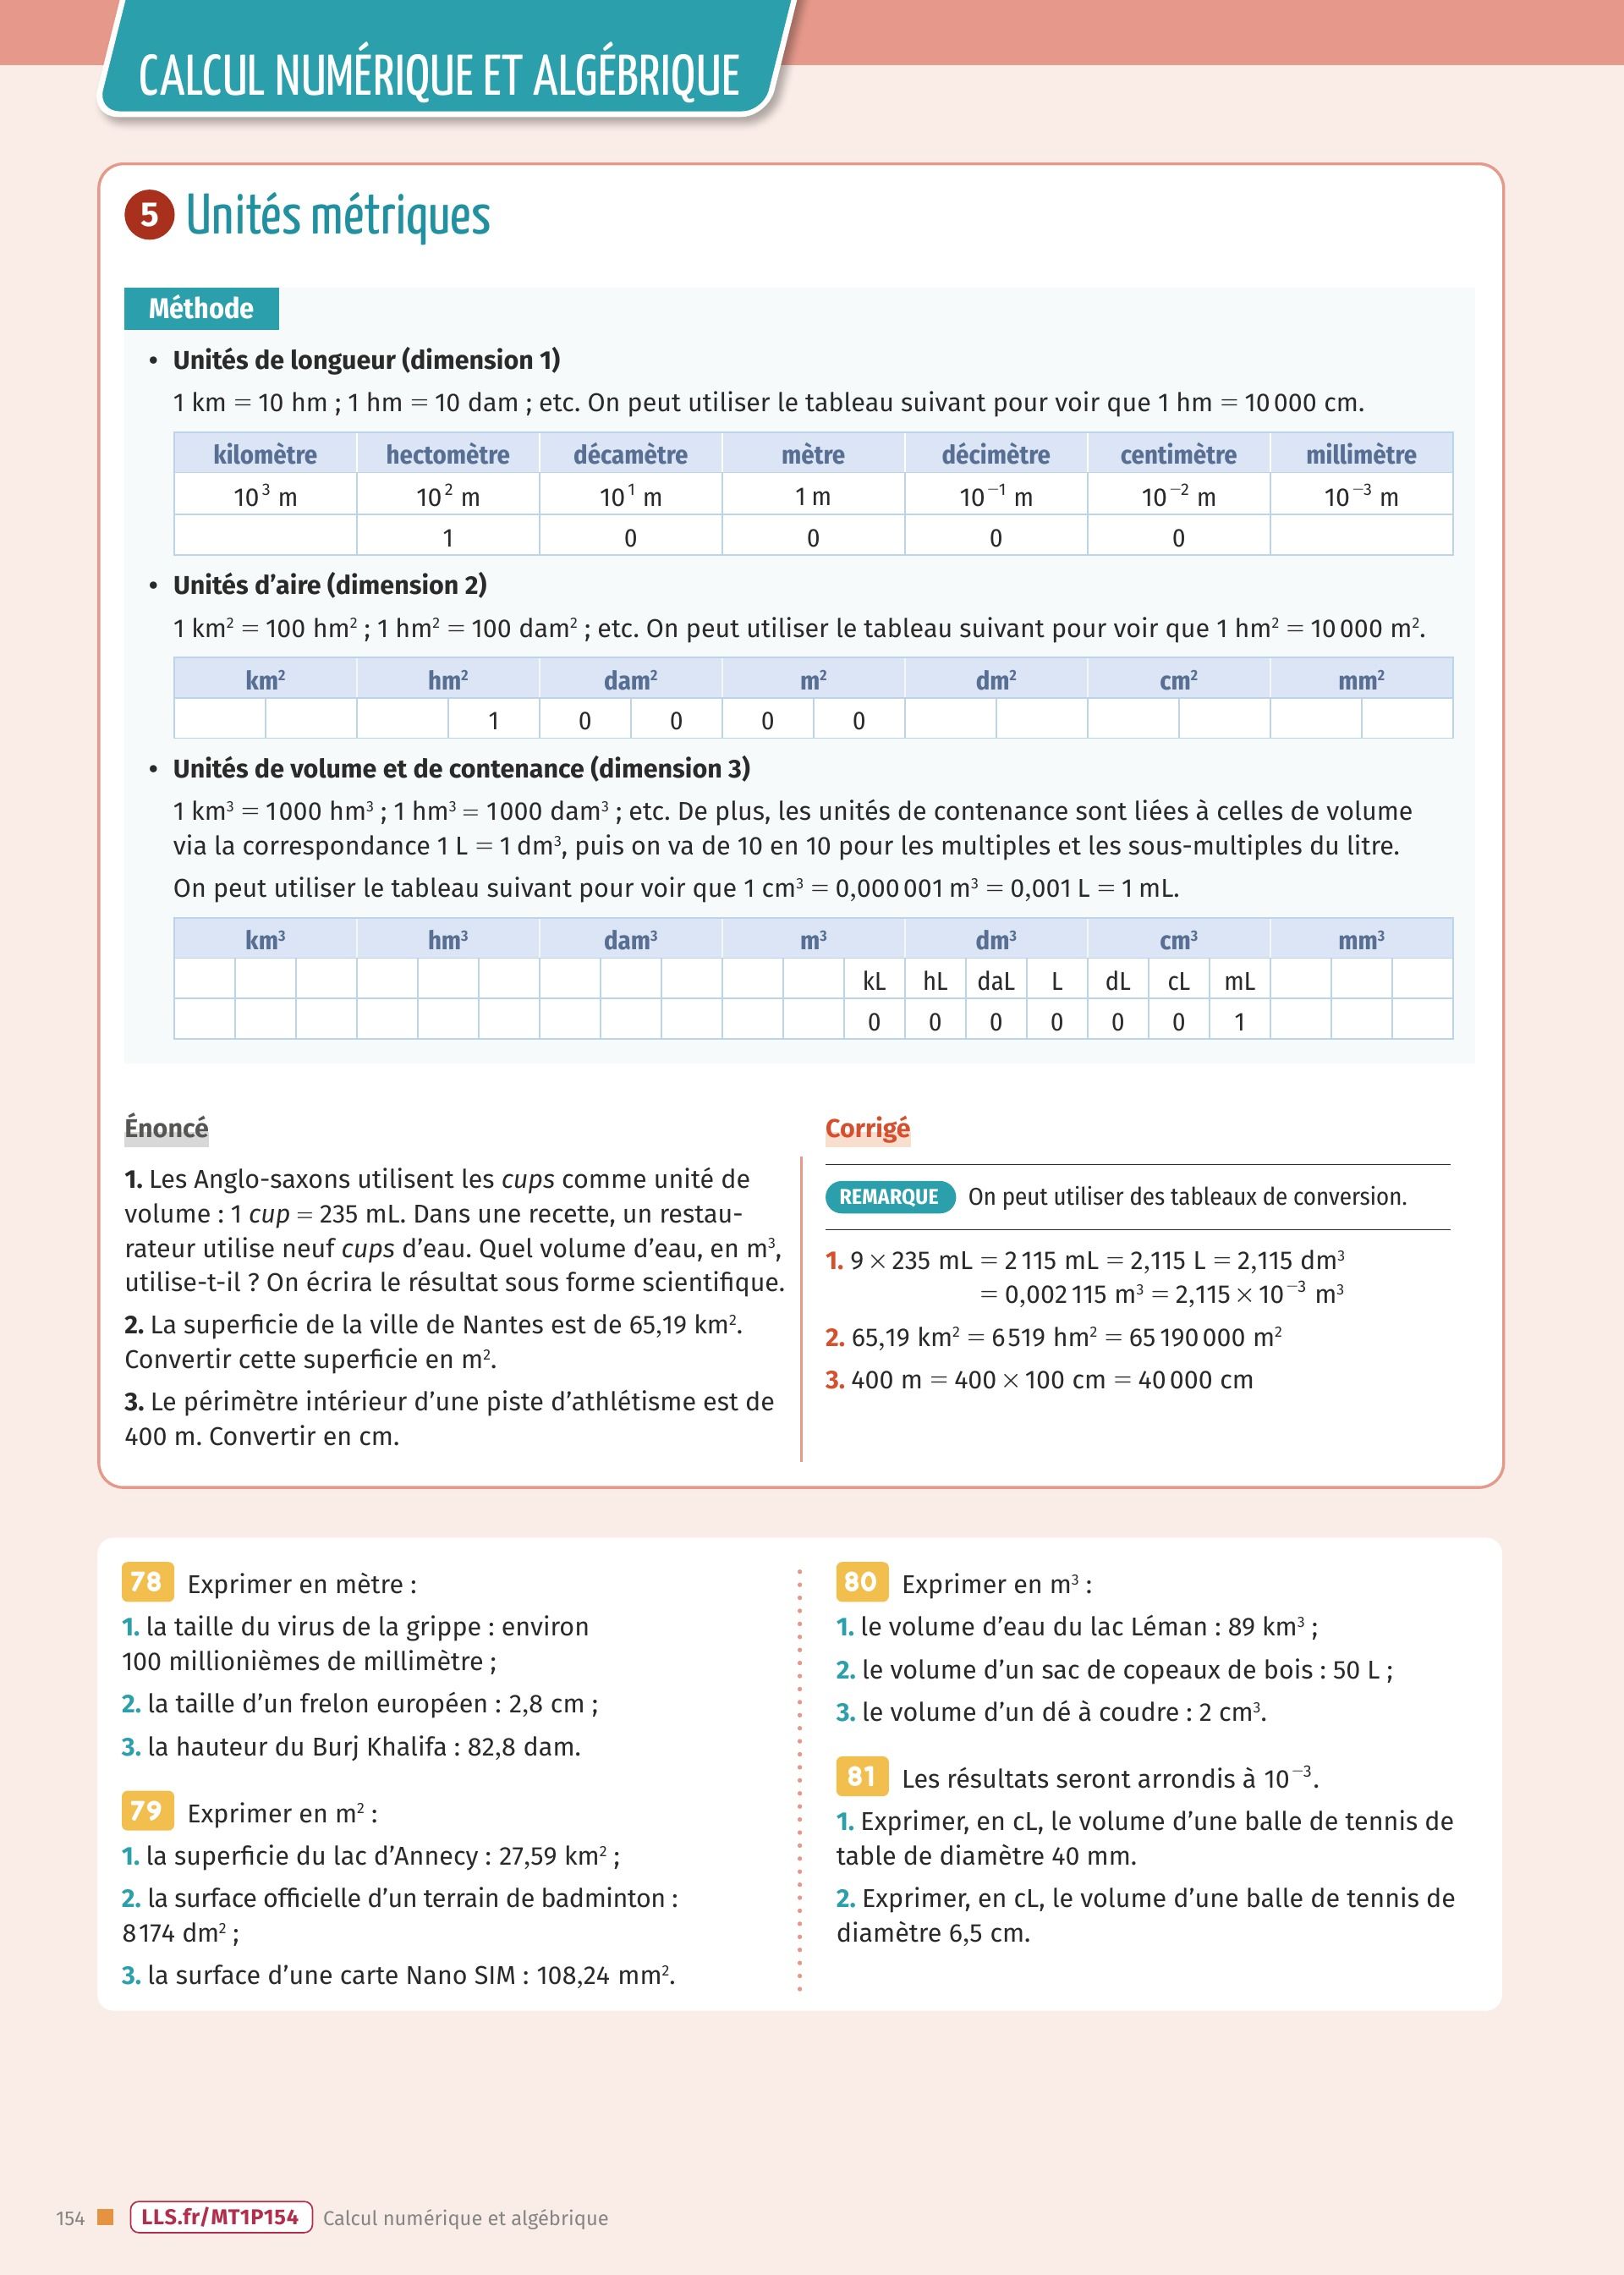 CALCUL NUMÉRIQUE ET ALGÉBRIQUE
5 Unités métriques
Méthode
• Unités de longueur (dimension 1)
1 km = 10 hm ; 1 hm = 10 dam ; etc. On peut utiliser le tableau suivant pour voir que 1 hm = 10 000 cm.
kilomètre hectomètre décamètre mètre décimètre centimètre millimètre
10³ m 10² m 10¹ m 1 m 10⁻¹ m 10⁻² m 10⁻³ m
1 0 0 0 0
• Unités d’aire (dimension 2)
1 km² = 100 hm² ; 1 hm² = 100 dam² ; etc. On peut utiliser le tableau suivant pour voir que 1 hm² = 10 000 m².
km² hm² dam² m² dm² cm² mm²
1 0 0 0 0
• Unités de volume et de contenance (dimension 3)
1 km³ = 1000 hm³ ; 1 hm³ = 1000 dam³ ; etc. De plus, les unités de contenance sont liées à celles de volume
via la correspondance 1 L = 1 dm³, puis on va de 10 en 10 pour les multiples et les sous-multiples du litre.
On peut utiliser le tableau suivant pour voir que 1 cm³ = 0,000 001 m³ = 0,001 L = 1 mL.
km³ hm³ dam³ m³ dm³ cm³ mm³
kL hL daL L dL cL mL
0 0 0 0 0 0 1
Énoncé
1. Les Anglo-saxons utilisent les cups comme unité de
volume : 1 cup = 235 mL. Dans une recette, un restau-
rateur utilise neuf cups d’eau. Quel volume d’eau, en m³,
utilise-t-il ? On écrira le résultat sous forme scientifique.
2. La superficie de la ville de Nantes est de 65,19 km².
Convertir cette superficie en m².
3. Le périmètre intérieur d’une piste d’athlétisme est de
400 m. Convertir en cm.
Corrigé
REMARQUE On peut utiliser des tableaux de conversion.
1. 9 × 235 mL = 2 115 mL = 2,115 L = 2,115 dm³
= 0,002 115 m³ = 2,115 × 10⁻³ m³
2. 65,19 km² = 6 519 hm² = 65 190 000 m²
3. 400 m = 400 × 100 cm = 40 000 cm
78 Exprimer en mètre :
1. la taille du virus de la grippe : environ
100 millionièmes de millimètre ;
2. la taille d’un frelon européen : 2,8 cm ;
3. la hauteur du Burj Khalifa : 82,8 dam.
79 Exprimer en m² :
1. la superficie du lac d’Annecy : 27,59 km² ;
2. la surface officielle d’un terrain de badminton :
8 174 dm² ;
3. la surface d’une carte Nano SIM : 108,24 mm².
80 Exprimer en m³ :
1. le volume d’eau du lac Léman : 89 km³ ;
2. le volume d’un sac de copeaux de bois : 50 L ;
3. le volume d’un dé à coudre : 2 cm³.
81 Les résultats seront arrondis à 10⁻³.
1. Exprimer, en cL, le volume d’une balle de tennis de
table de diamètre 40 mm.
2. Exprimer, en cL, le volume d’une balle de tennis de
diamètre 6,5 cm.
154 LLS.fr/MT1P154 Calcul numérique et algébrique